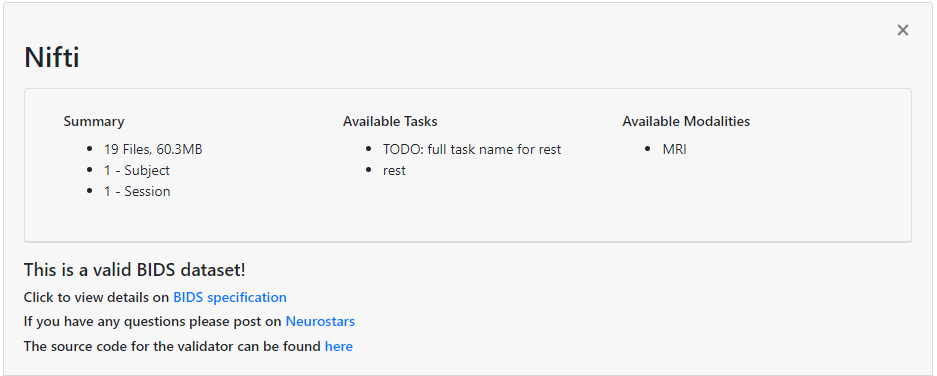 Nifti
Summary
19 Files, 60.3MB
1 - Subject
1 - Session
Available Tasks
TODO: full task name for rest
rest
Available Modalities
MRI
This is a valid BIDS dataset!
Click to view details on BIDS specification
If you have any questions please post on Neurostars
The source code for the validator can be found here